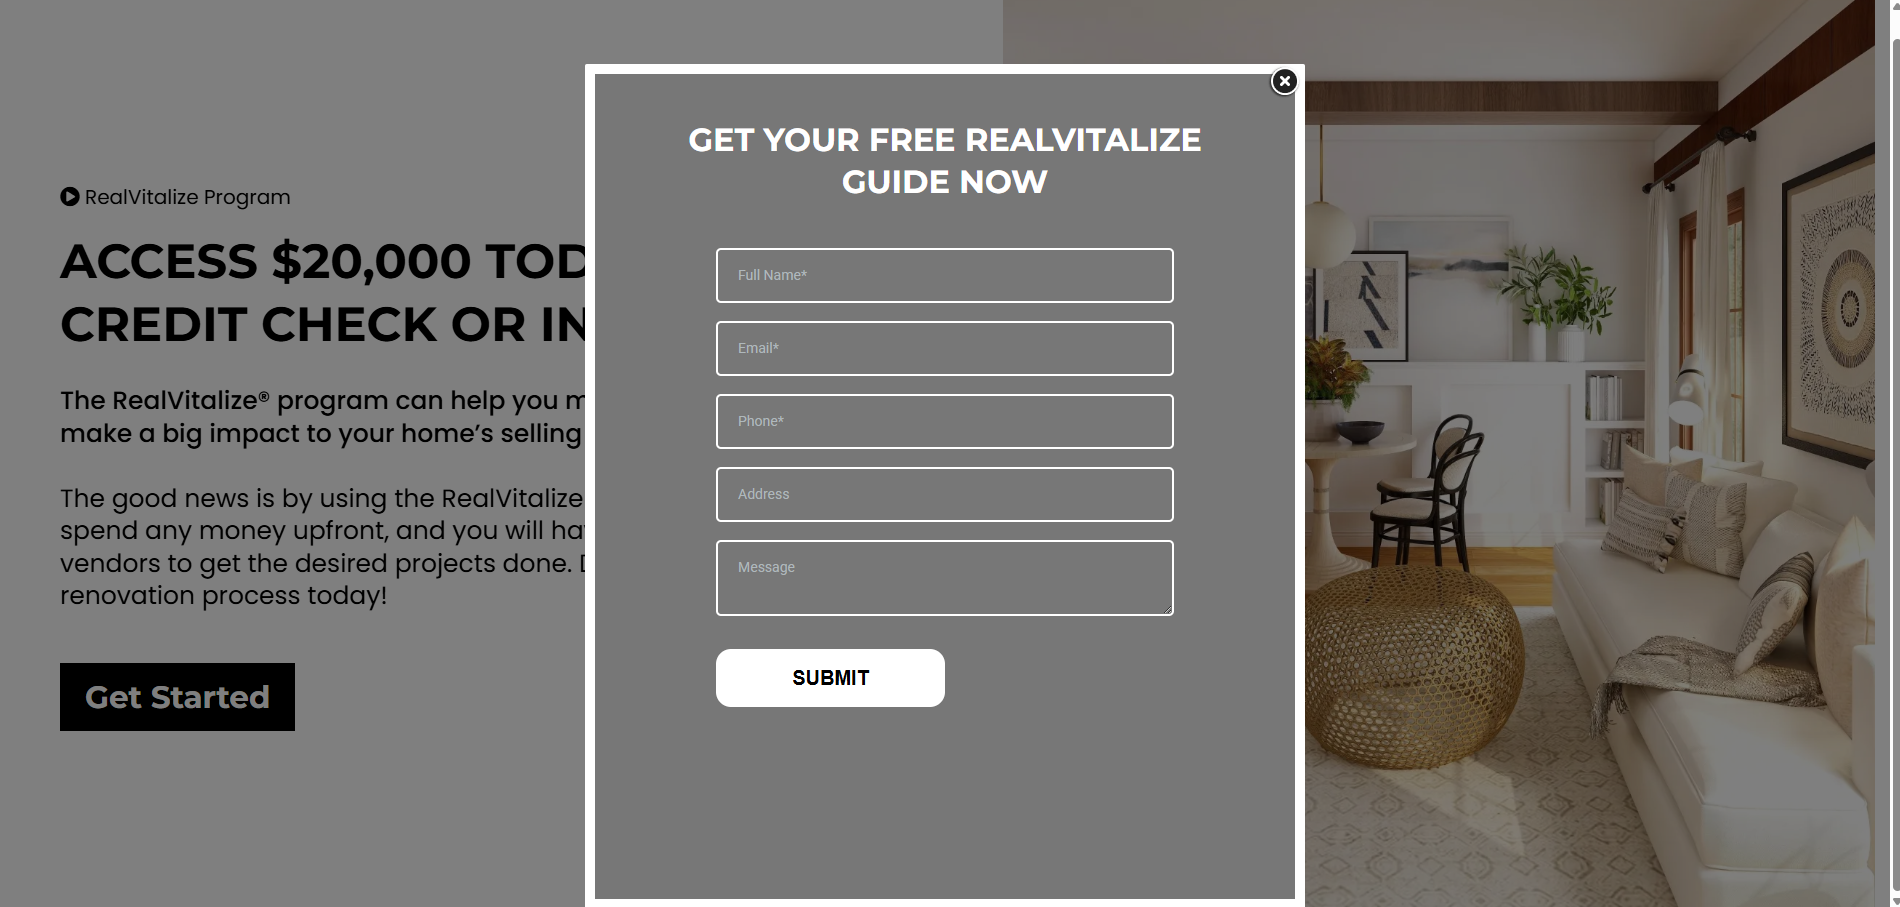 RealVitalize Program
ACCESS $20,000 TOD
CREDIT CHECK OR IN
The RealVitalize® program can help you m
make a big impact to your home’s selling
The good news is by using the RealVitalize
spend any money upfront, and you will ha
vendors to get the desired projects done.
renovation process today!
Get Started
GET YOUR FREE REALVITALIZE
GUIDE NOW
Full Name*
Email*
Phone*
Address
Message
SUBMIT